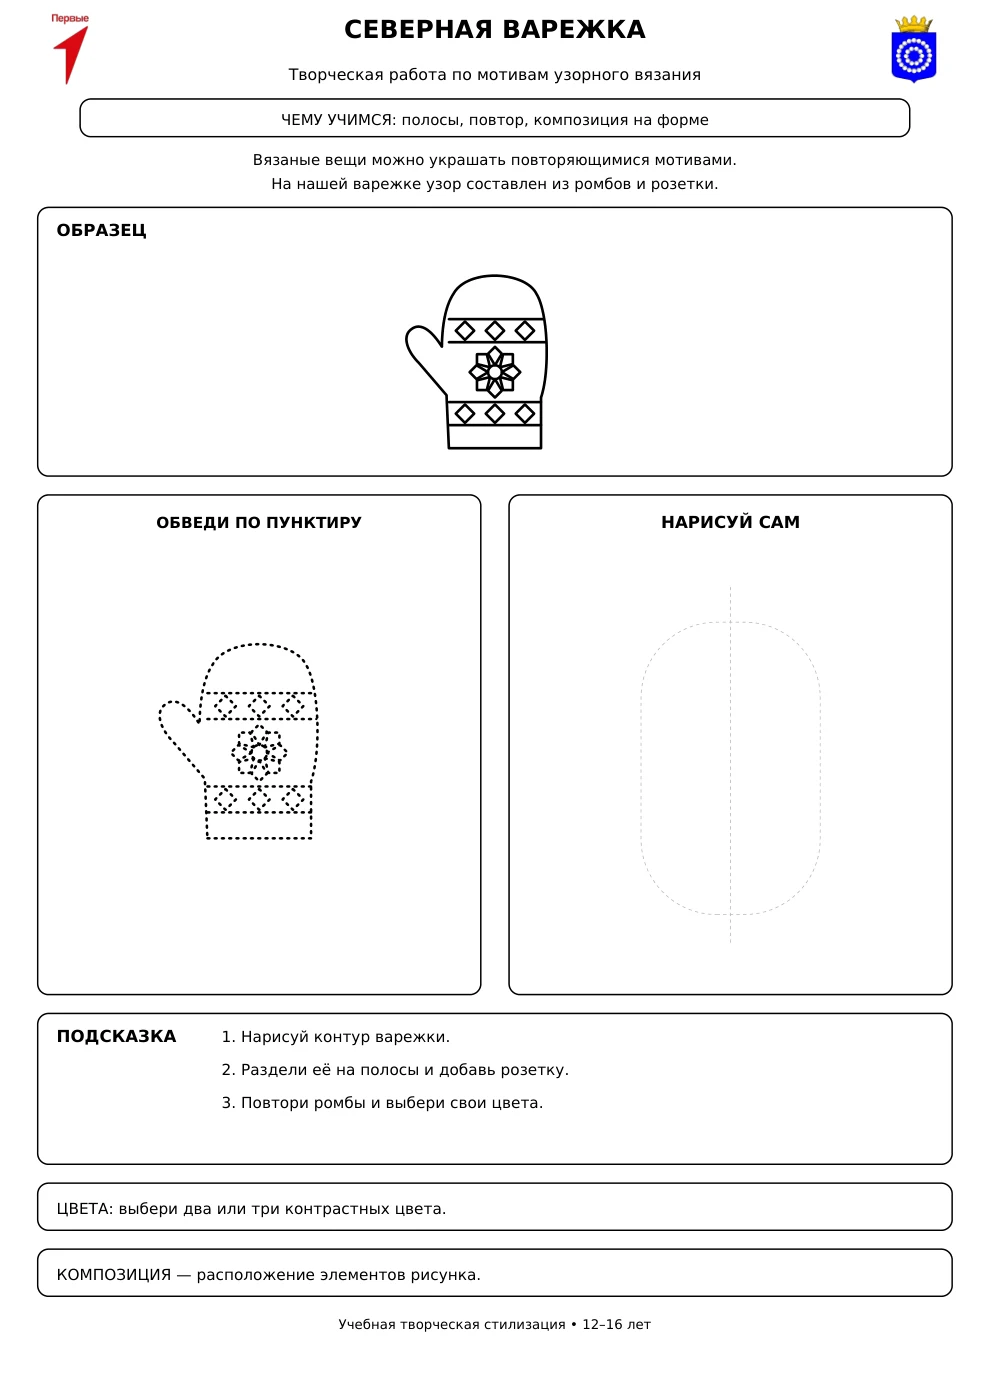 Первые
СЕВЕРНАЯ ВАРЕЖКА
Творческая работа по мотивам узорного вязания
ЧЕМУ УЧИМСЯ: полосы, повтор, композиция на форме
Вязаные вещи можно украшать повторяющимися мотивами.
На нашей варежке узор составлен из ромбов и розетки.
ОБРАЗЕЦ
ОБВЕДИ ПО ПУНКТИРУ
НАРИСУЙ САМ
ПОДСКАЗКА
1. Нарисуй контур варежки.
2. Раздели её на полосы и добавь розетку.
3. Повтори ромбы и выбери свои цвета.
ЦВЕТА: выбери два или три контрастных цвета.
КОМПОЗИЦИЯ — расположение элементов рисунка.
Учебная творческая стилизация • 12–16 лет